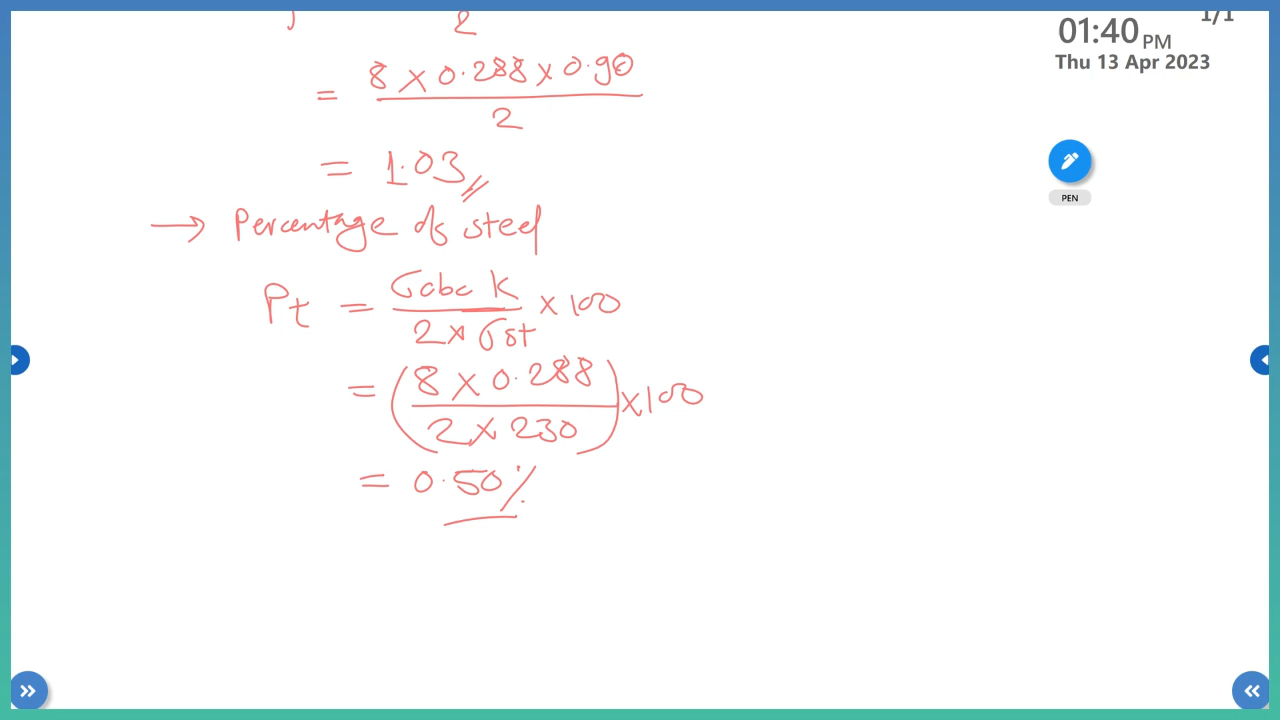 1/1
01:40 PM
Thu 13 Apr 2023
PEN
2
= 8 × 0.288 × 0.90 / 2
= 1.03 //
→ Percentage of steel
Pt = σcbc K / 2 × σst × 100
= (8 × 0.288 / 2 × 230) × 100
= 0.50 %